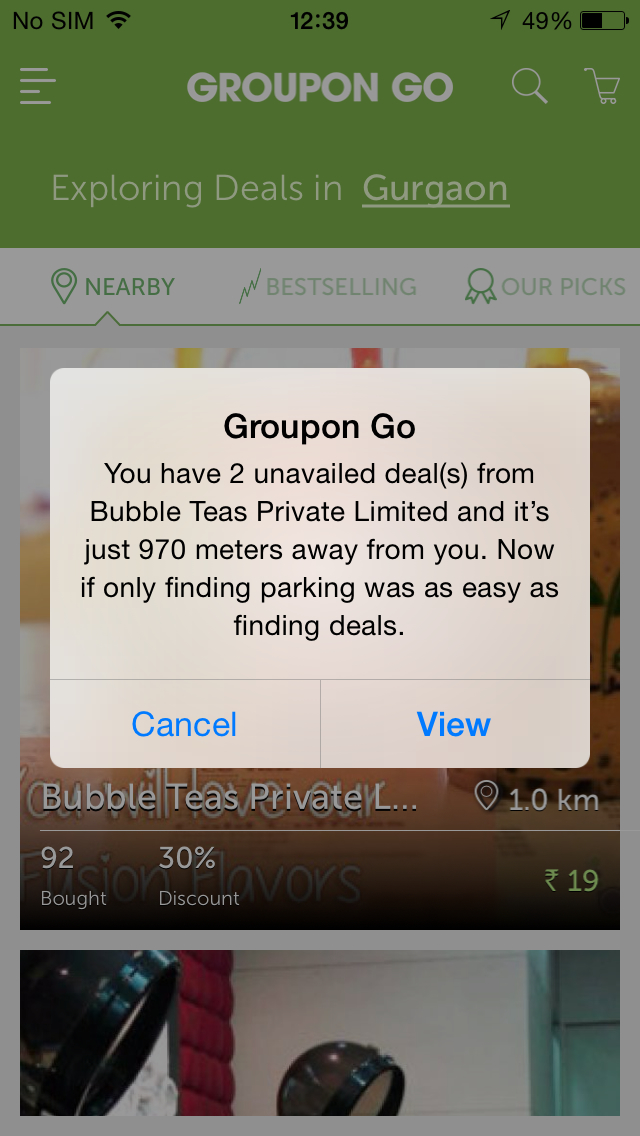 No SIM 12:39 49%
GROUPON GO
Exploring Deals in Gurgaon
NEARBY BESTSELLING OUR PICKS
Groupon Go
You have 2 unavailed deal(s) from
Bubble Teas Private Limited and it’s
just 970 meters away from you. Now
if only finding parking was as easy as
finding deals.
Cancel View
You will love our
Bubble Teas Private L... 1.0 km
Fusion Flavors
92 30%
Bought Discount
₹ 19